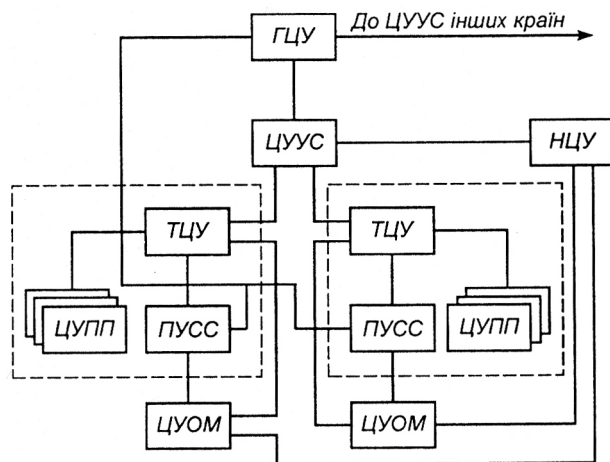 ГЦУ
До ЦУУС інших країн
ЦУУС
НЦУ
ТЦУ
ТЦУ
ЦУПП
ПУСС
ПУСС
ЦУПП
ЦУОМ
ЦУОМ